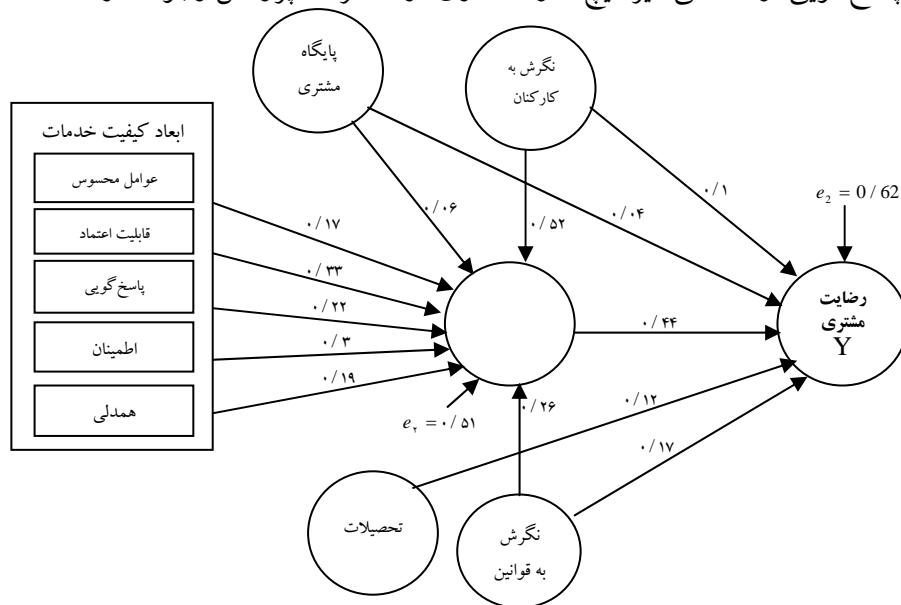 پایگاه
مشتری
نگرش به
کارکنان
ابعاد کیفیت خدمات
عوامل محسوس
قابلیت اعتماد
پاسخ‌گویی
اطمینان
همدلی
۰/۱۷
۰/۳۳
۰/۲۲
۰/۳
۰/۱۹
۰/۰۶
۰/۵۲
۰/۰۴
۰/۱
e₂ = 0/62
رضایت
مشتری
Y
۰/۴۴
۰/۱۲
۰/۱۷
۰/۲۶
e₂ = ۰/۵۱
تحصیلات
نگرش
به قوانین